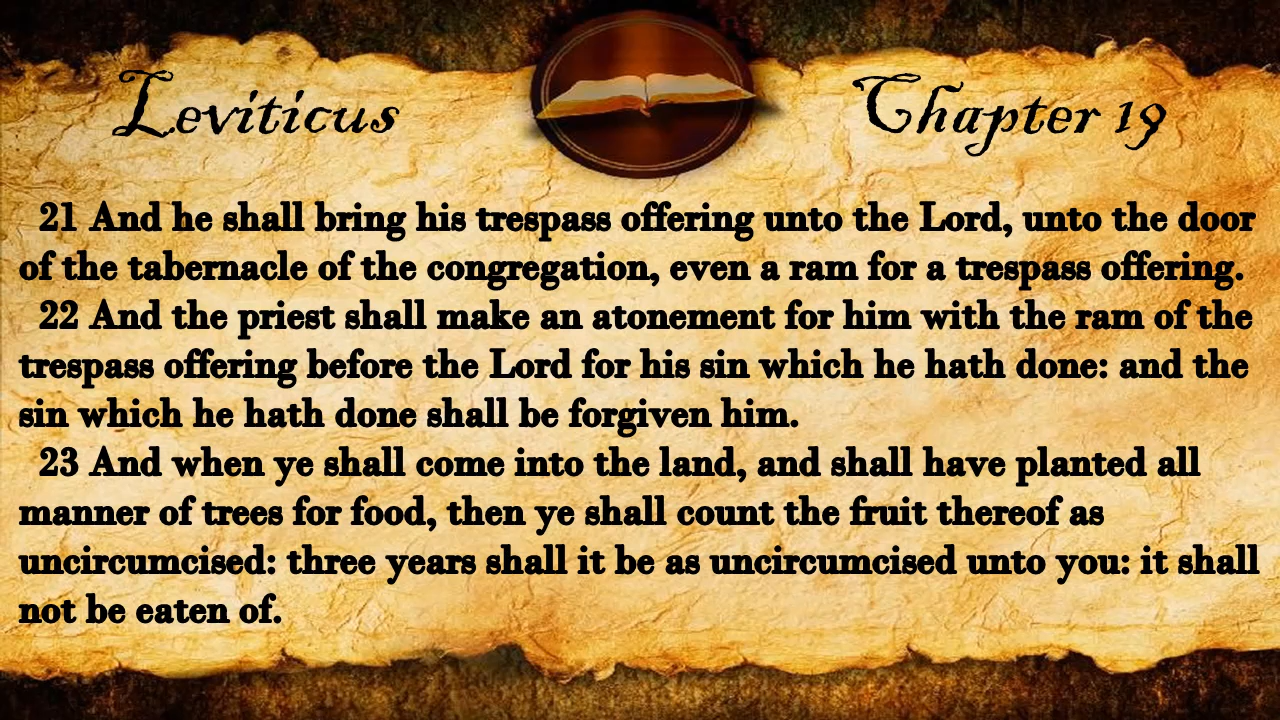 Leviticus Chapter 19
21 And he shall bring his trespass offering unto the Lord, unto the door
of the tabernacle of the congregation, even a ram for a trespass offering.
22 And the priest shall make an atonement for him with the ram of the
trespass offering before the Lord for his sin which he hath done: and the
sin which he hath done shall be forgiven him.
23 And when ye shall come into the land, and shall have planted all
manner of trees for food, then ye shall count the fruit thereof as
uncircumcised: three years shall it be as uncircumcised unto you: it shall
not be eaten of.